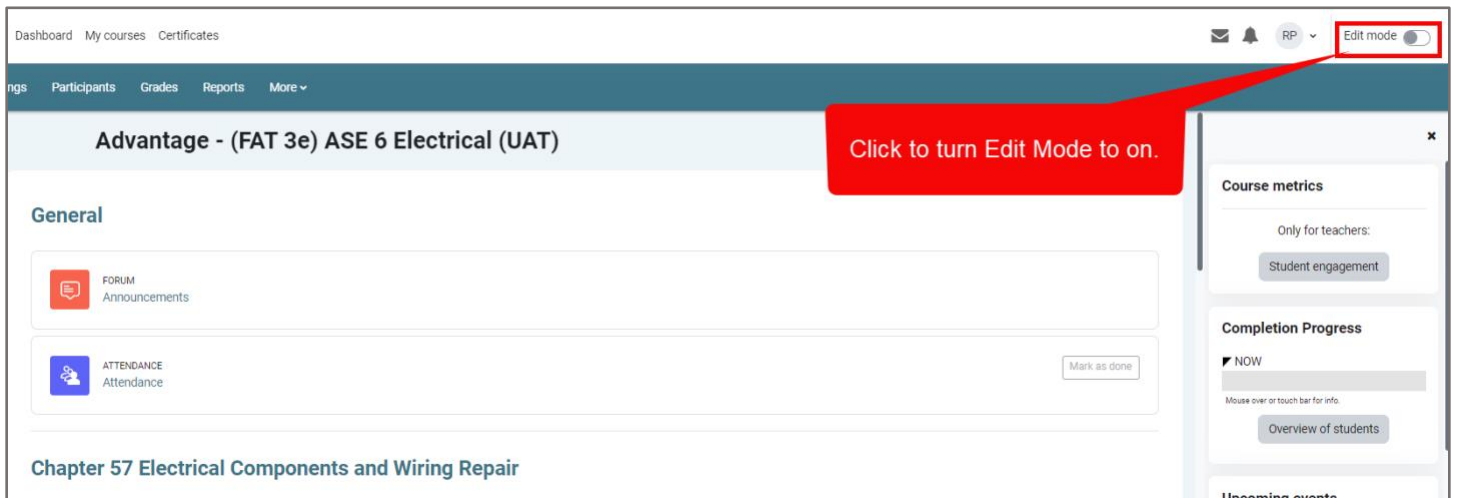 Dashboard My courses Certificates RP Edit mode
ngs Participants Grades Reports More
Advantage - (FAT 3e) ASE 6 Electrical (UAT)
Click to turn Edit Mode to on.
General
FORUM
Announcements
ATTENDANCE
Attendance
Mark as done
Chapter 57 Electrical Components and Wiring Repair
Course metrics
Only for teachers:
Student engagement
Completion Progress
NOW
Mouse over or touch bar for info.
Overview of students
Upcoming events